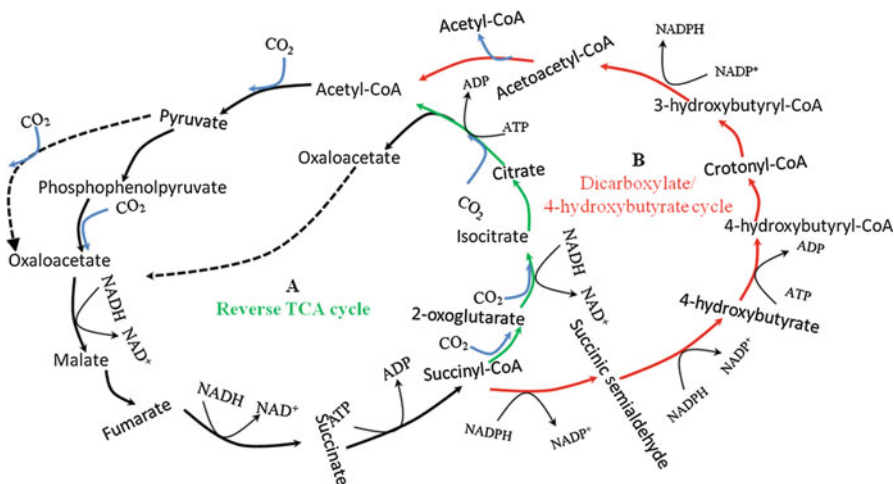 Acetyl-CoA
NADPH
CO₂
ADP
Acetoacetyl-CoA
NADP⁺
Acetyl-CoA
3-hydroxybutyryl-CoA
CO₂
Pyruvate
ATP
Oxaloacetate
B
Crotonyl-CoA
Citrate
Dicarboxylate/
4-hydroxybutyrate cycle
Phosphophenolpyruvate
CO₂
CO₂
4-hydroxybutyryl-CoA
Isocitrate
NADH
ADP
Oxaloacetate
NADH
A
Reverse TCA cycle
CO₂
NAD⁺
ATP
2-oxoglutarate
4-hydroxybutyrate
NAD⁺
CO₂
Malate
Succinyl-CoA
ADP
Succinic semialdehyde
NADP⁺
NADH
NAD⁺
ATP
NADPH
Fumarate
Succinate
NADPH
NADP⁺